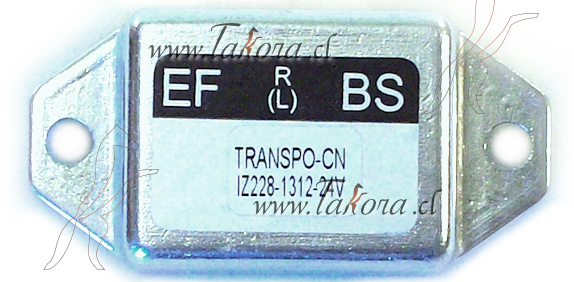 www.Takora.cl
EF R (L) BS
TRANSPO-CN
IZ228-1312-24V
www.Takora.cl